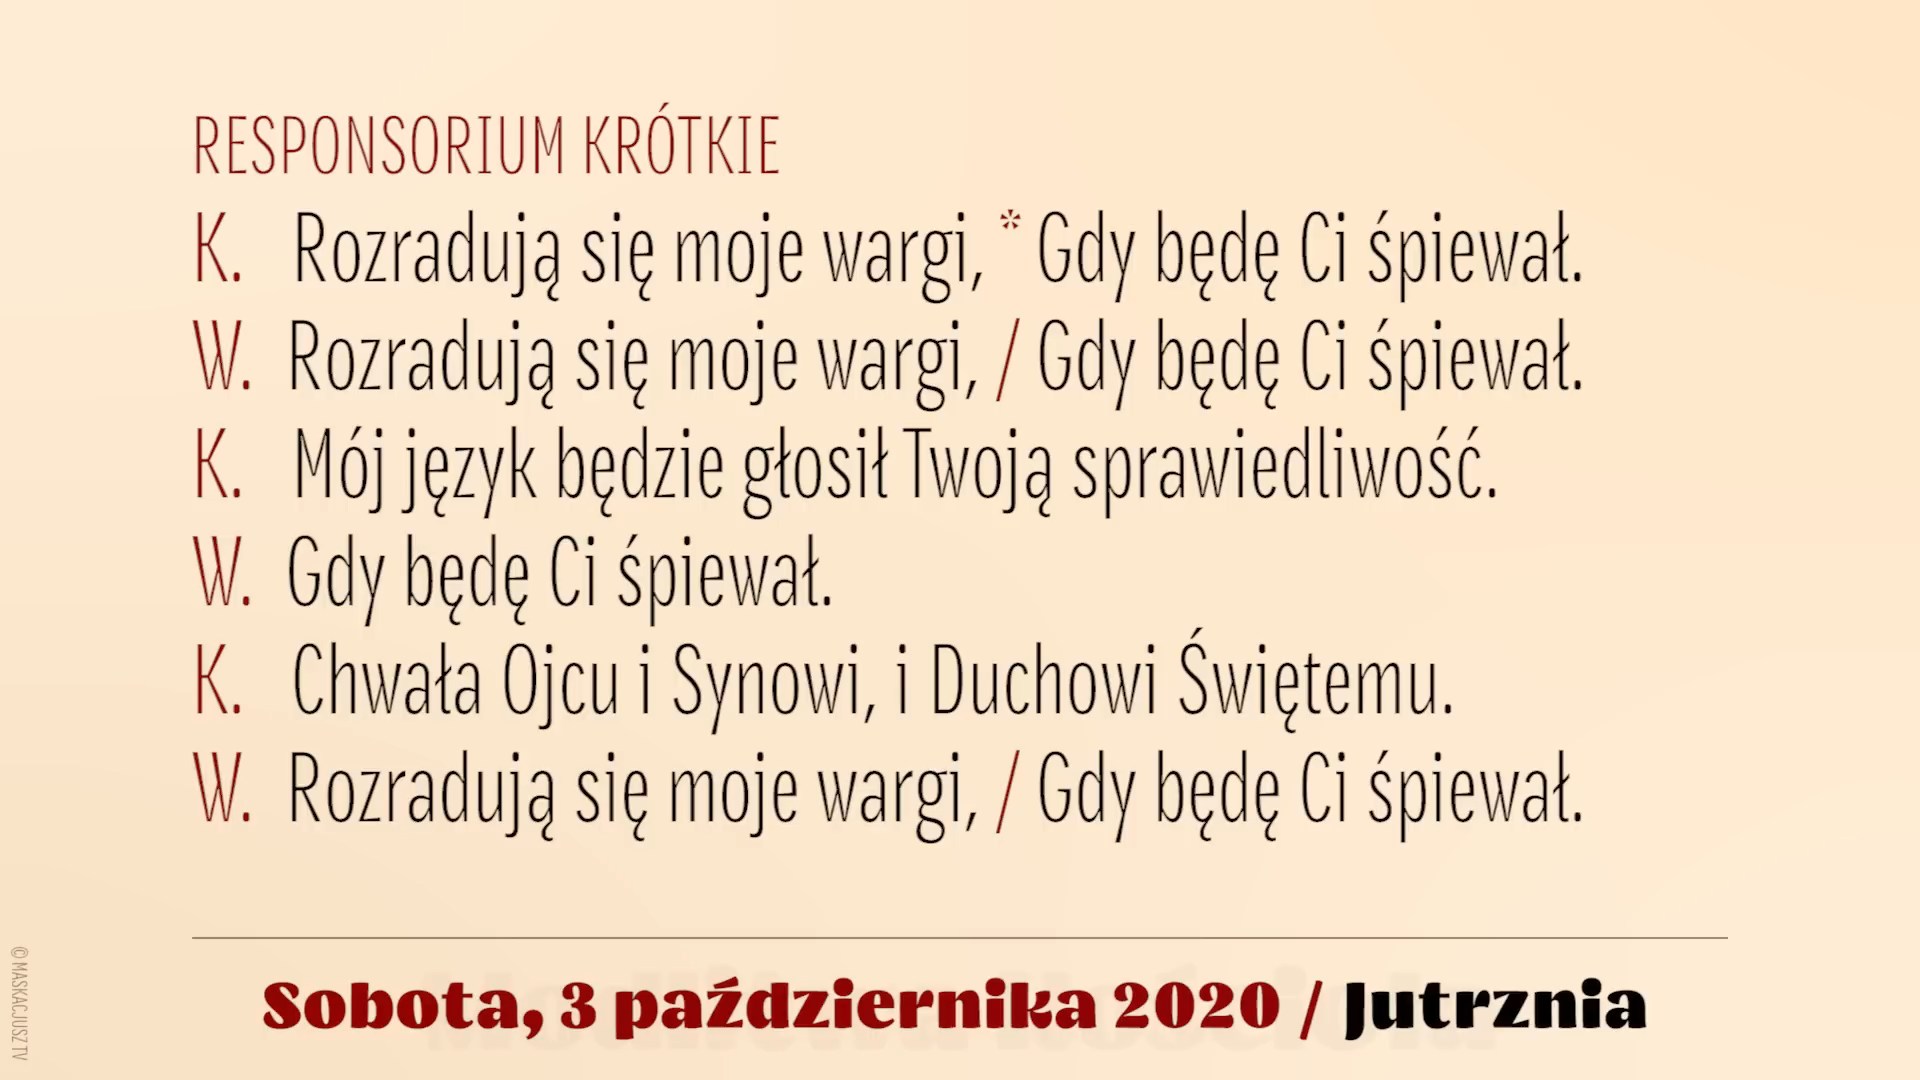 RESPONSORIUM KRÓTKIE
K. Rozradują się moje wargi, * Gdy będę Ci śpiewał.
W. Rozradują się moje wargi, / Gdy będę Ci śpiewał.
K. Mój język będzie głosił Twoją sprawiedliwość.
W. Gdy będę Ci śpiewał.
K. Chwała Ojcu i Synowi, i Duchowi Świętemu.
W. Rozradują się moje wargi, / Gdy będę Ci śpiewał.
Sobota, 3 października 2020 / Jutrznia
© MASKACJUSZ TV